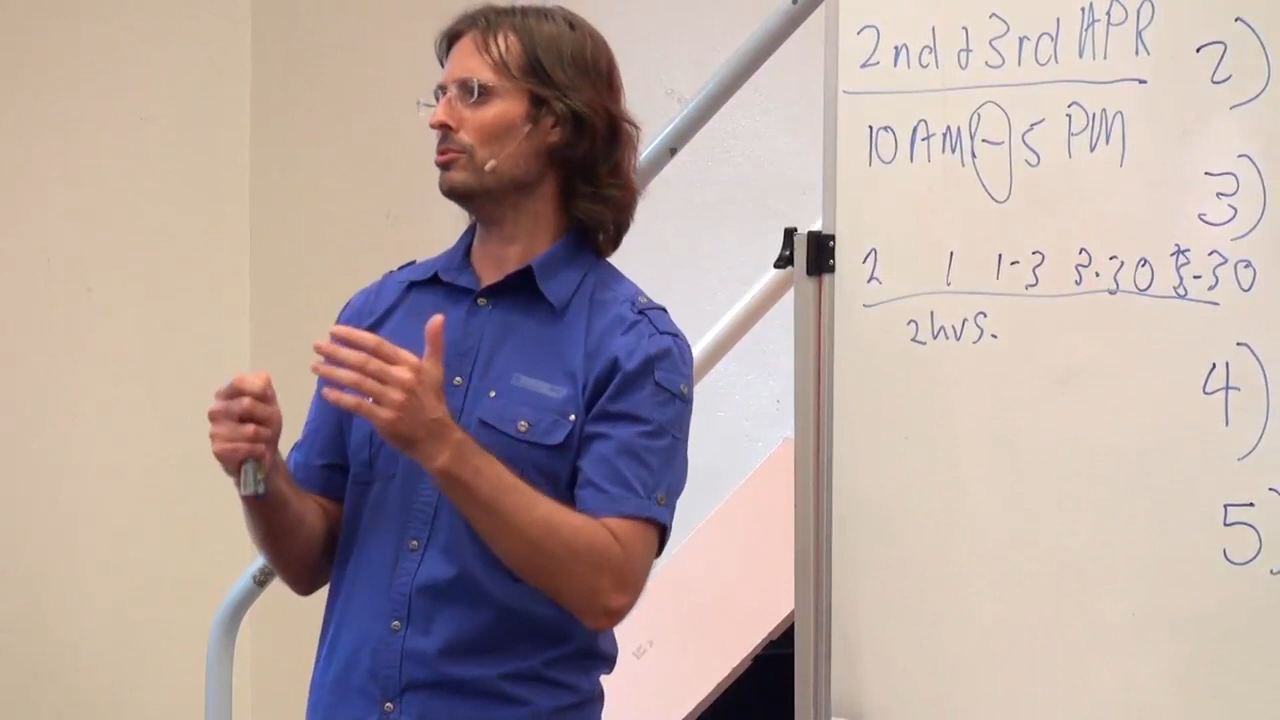 2nd & 3rd APR
10 AM - 5 PM
2 1 1-3 3.30 5-30
2hrs.
2)
3)
4)
5)